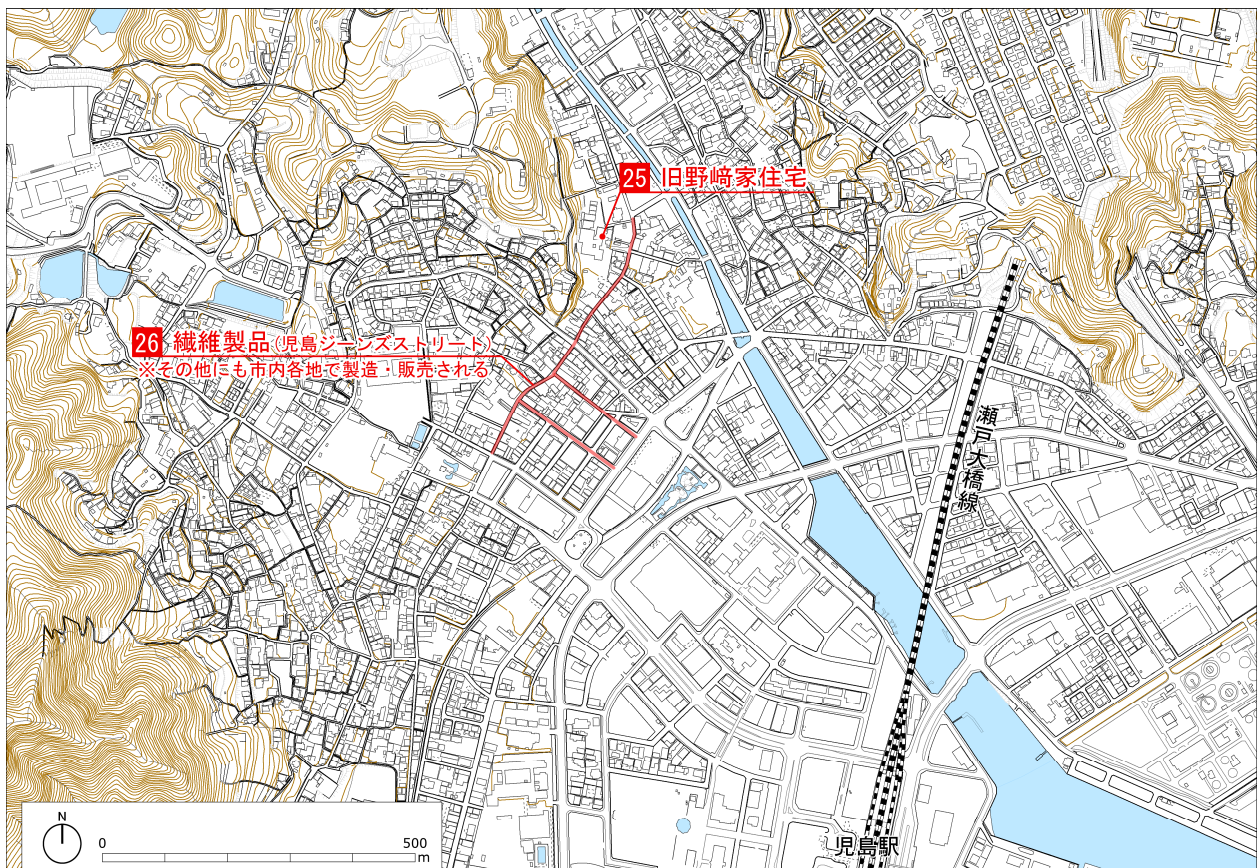 25 旧野﨑家住宅
26 繊維製品(児島ジーンズストリート)
※その他にも市内各地で製造・販売される
瀬戸大橋線
児島駅
N
0 500
m